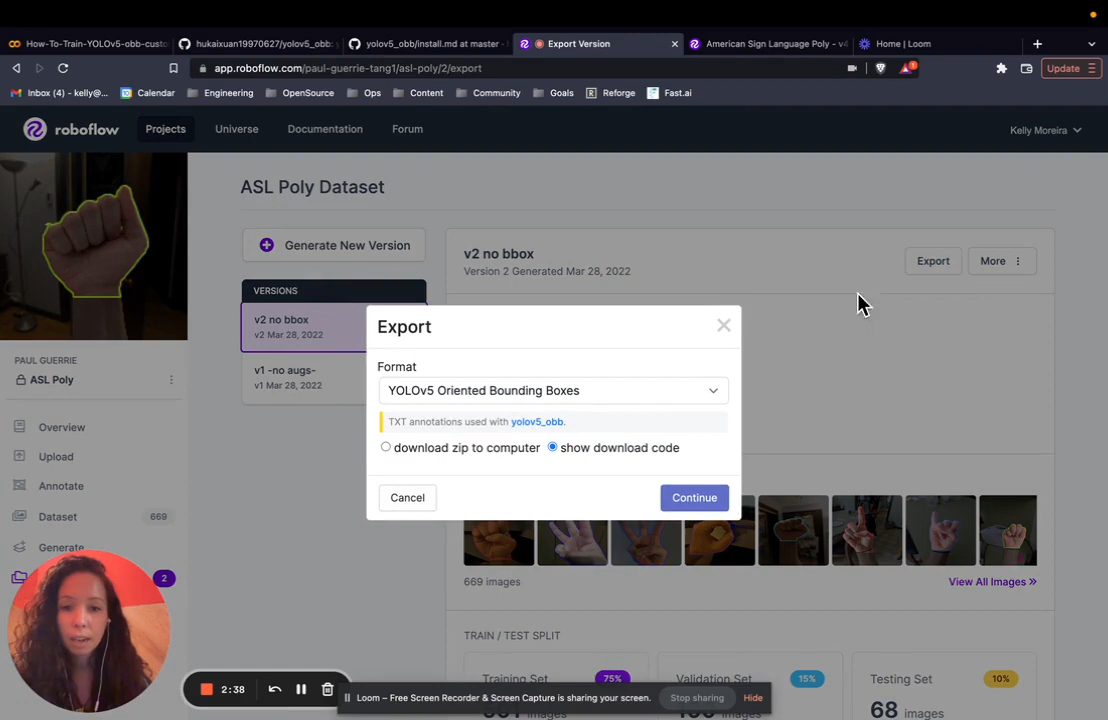 How-To-Train-YOLOv5-obb-custo
hukaixuan19970627/yolov5_obb:
yolov5_obb/install.md at master ·
Export Version
American Sign Language Poly - v4
Home | Loom
app.roboflow.com/paul-guerrie-tang1/asl-poly/2/export
1
Update
Inbox (4) - kelly@...
Calendar
Engineering
OpenSource
Ops
Content
Community
Goals
Reforge
Fast.ai
roboflow
Projects
Universe
Documentation
Forum
Kelly Moreira
ASL Poly Dataset
Generate New Version
VERSIONS
v2 no bbox
v2 Mar 28, 2022
v1 -no augs-
v1 Mar 28, 2022
v2 no bbox
Version 2 Generated Mar 28, 2022
Export
More
PAUL GUERRIE
ASL Poly
Overview
Upload
Annotate
Dataset
669
Generate
2
Export
Format
YOLOv5 Oriented Bounding Boxes
TXT annotations used with yolov5_obb.
download zip to computer
show download code
Cancel
Continue
669 images
View All Images »
TRAIN / TEST SPLIT
Training Set
75%
Validation Set
15%
Testing Set
10%
68 images
images
images
2:38
Loom – Free Screen Recorder & Screen Capture is sharing your screen.
Stop sharing
Hide